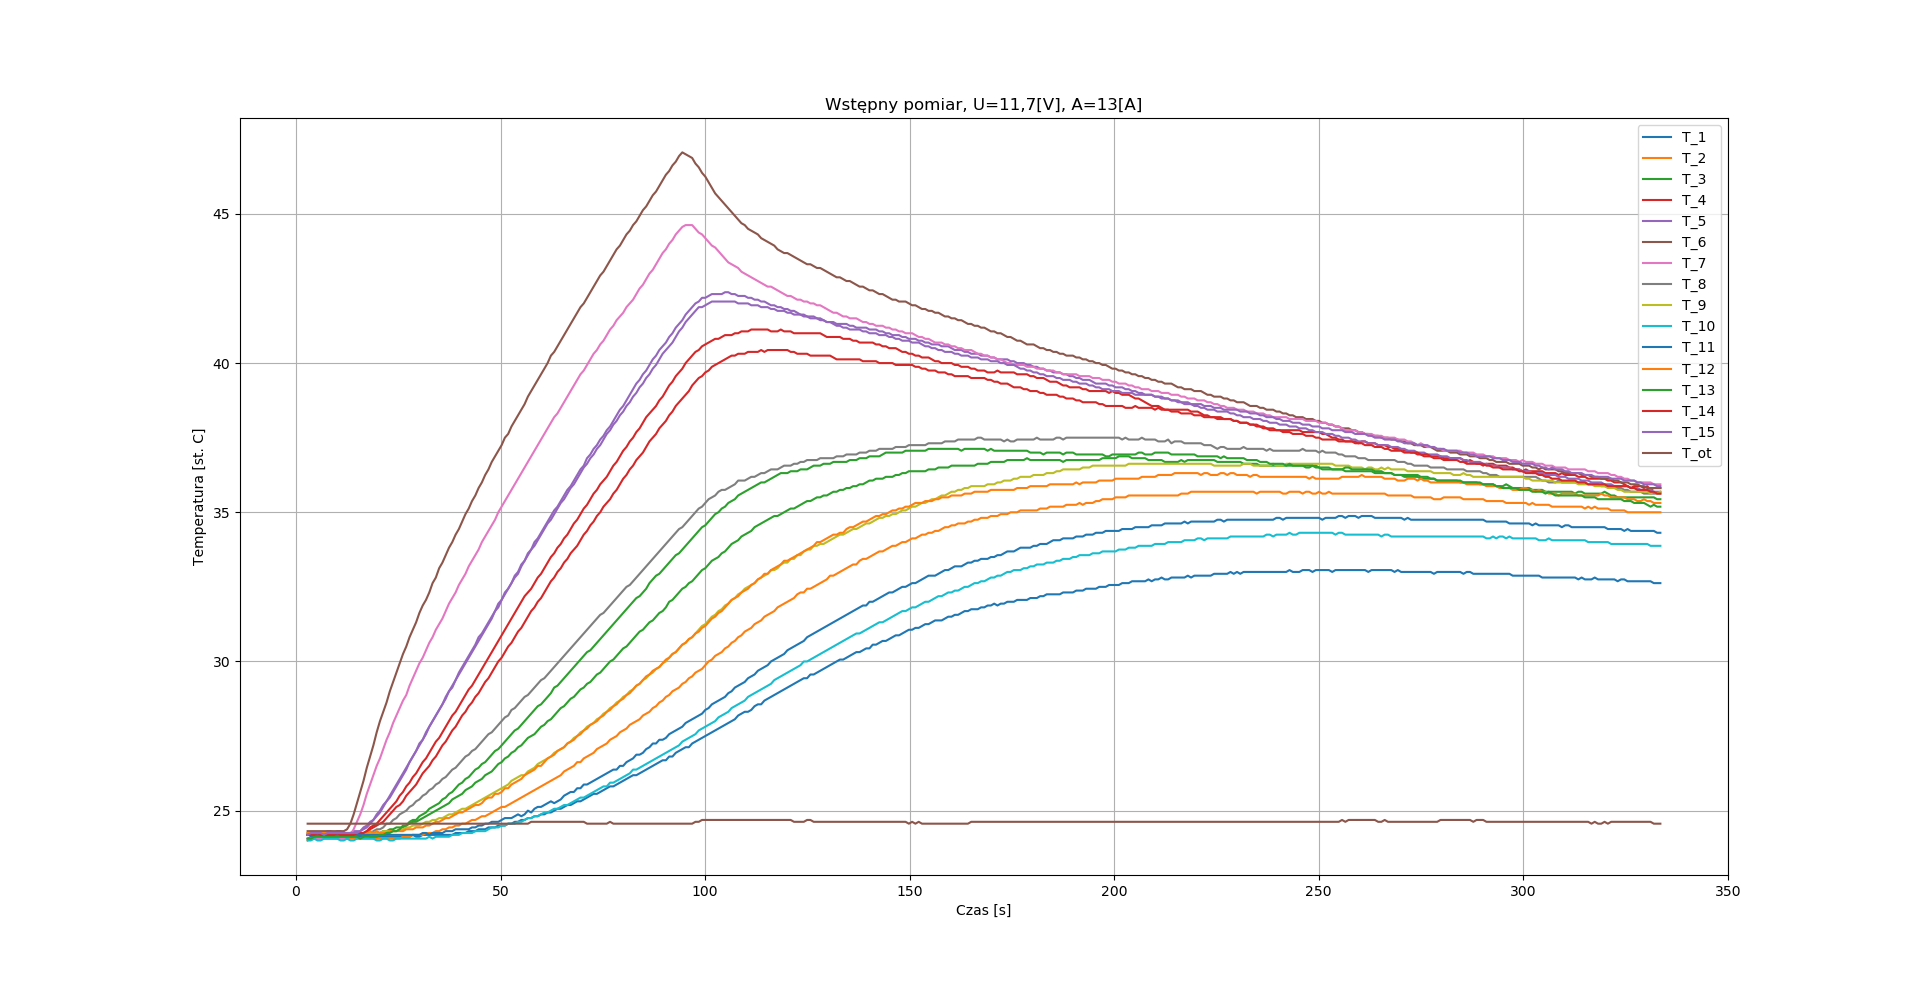 Wstępny pomiar, U=11,7[V], A=13[A]
T_1
T_2
T_3
T_4
T_5
T_6
T_7
T_8
T_9
T_10
T_11
T_12
T_13
T_14
T_15
T_ot
45
40
35
30
25
Temperatura [st. C]
0 50 100 150 200 250 300 350
Czas [s]